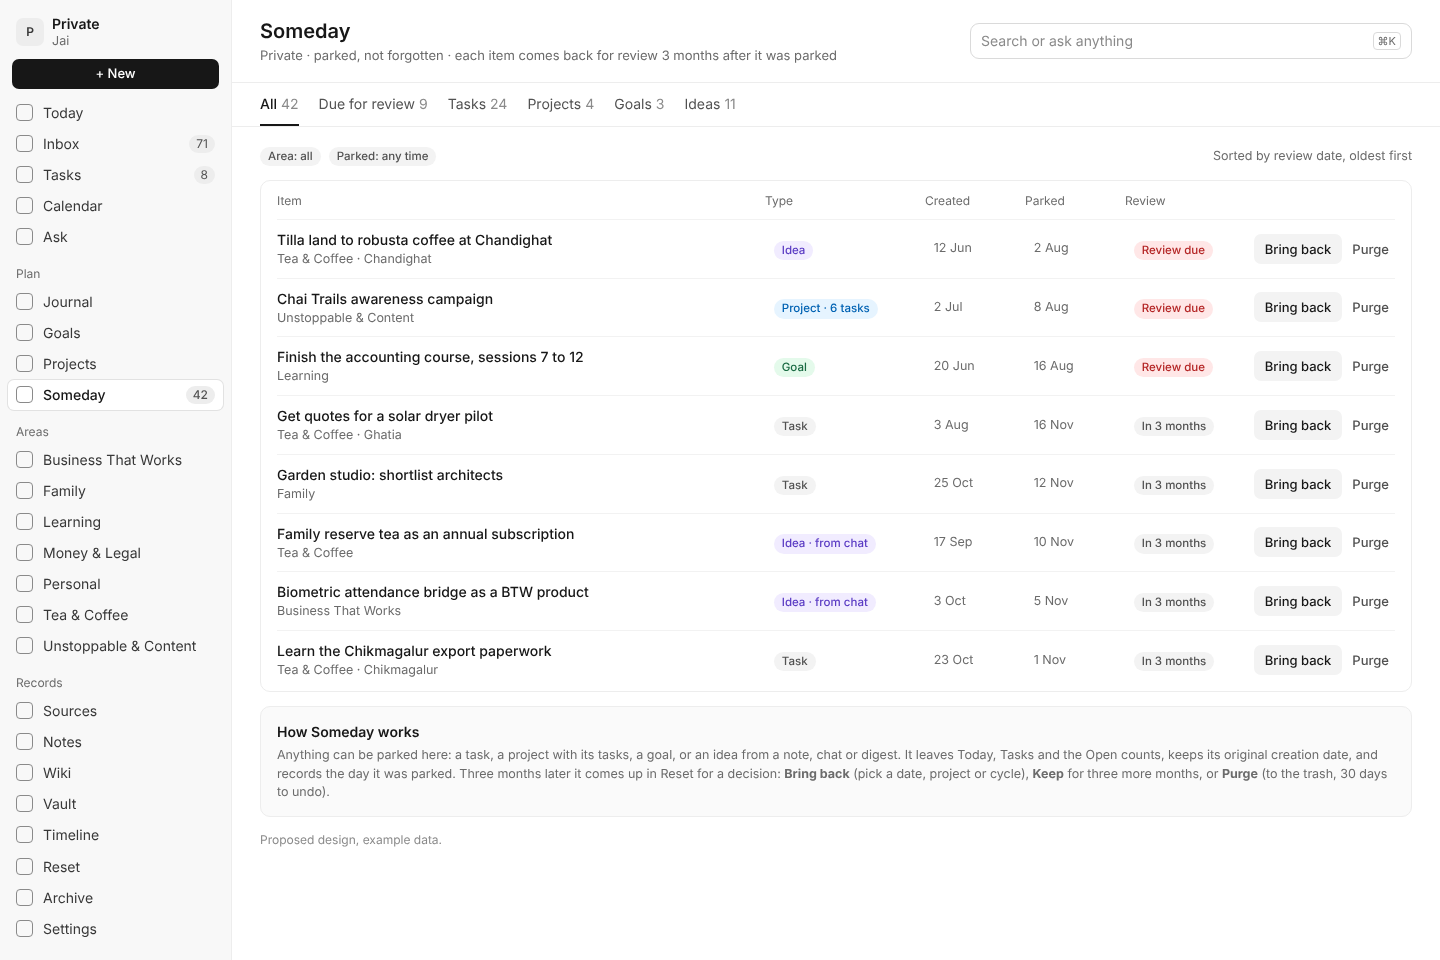 P
Private
Jai
+ New
Today
Inbox 71
Tasks 8
Calendar
Ask
Plan
Journal
Goals
Projects
Someday 42
Areas
Business That Works
Family
Learning
Money & Legal
Personal
Tea & Coffee
Unstoppable & Content
Records
Sources
Notes
Wiki
Vault
Timeline
Reset
Archive
Settings
Someday
Private · parked, not forgotten · each item comes back for review 3 months after it was parked
Search or ask anything ⌘K
All 42 Due for review 9 Tasks 24 Projects 4 Goals 3 Ideas 11
Area: all Parked: any time Sorted by review date, oldest first
Item Type Created Parked Review
Tilla land to robusta coffee at Chandighat
Tea & Coffee · Chandighat
Idea 12 Jun 2 Aug Review due Bring back Purge
Chai Trails awareness campaign
Unstoppable & Content
Project · 6 tasks 2 Jul 8 Aug Review due Bring back Purge
Finish the accounting course, sessions 7 to 12
Learning
Goal 20 Jun 16 Aug Review due Bring back Purge
Get quotes for a solar dryer pilot
Tea & Coffee · Ghatia
Task 3 Aug 16 Nov In 3 months Bring back Purge
Garden studio: shortlist architects
Family
Task 25 Oct 12 Nov In 3 months Bring back Purge
Family reserve tea as an annual subscription
Tea & Coffee
Idea · from chat 17 Sep 10 Nov In 3 months Bring back Purge
Biometric attendance bridge as a BTW product
Business That Works
Idea · from chat 3 Oct 5 Nov In 3 months Bring back Purge
Learn the Chikmagalur export paperwork
Tea & Coffee · Chikmagalur
Task 23 Oct 1 Nov In 3 months Bring back Purge
How Someday works
Anything can be parked here: a task, a project with its tasks, a goal, or an idea from a note, chat or digest. It leaves Today, Tasks and the Open counts, keeps its original creation date, and
records the day it was parked. Three months later it comes up in Reset for a decision: Bring back (pick a date, project or cycle), Keep for three more months, or Purge (to the trash, 30 days
to undo).
Proposed design, example data.